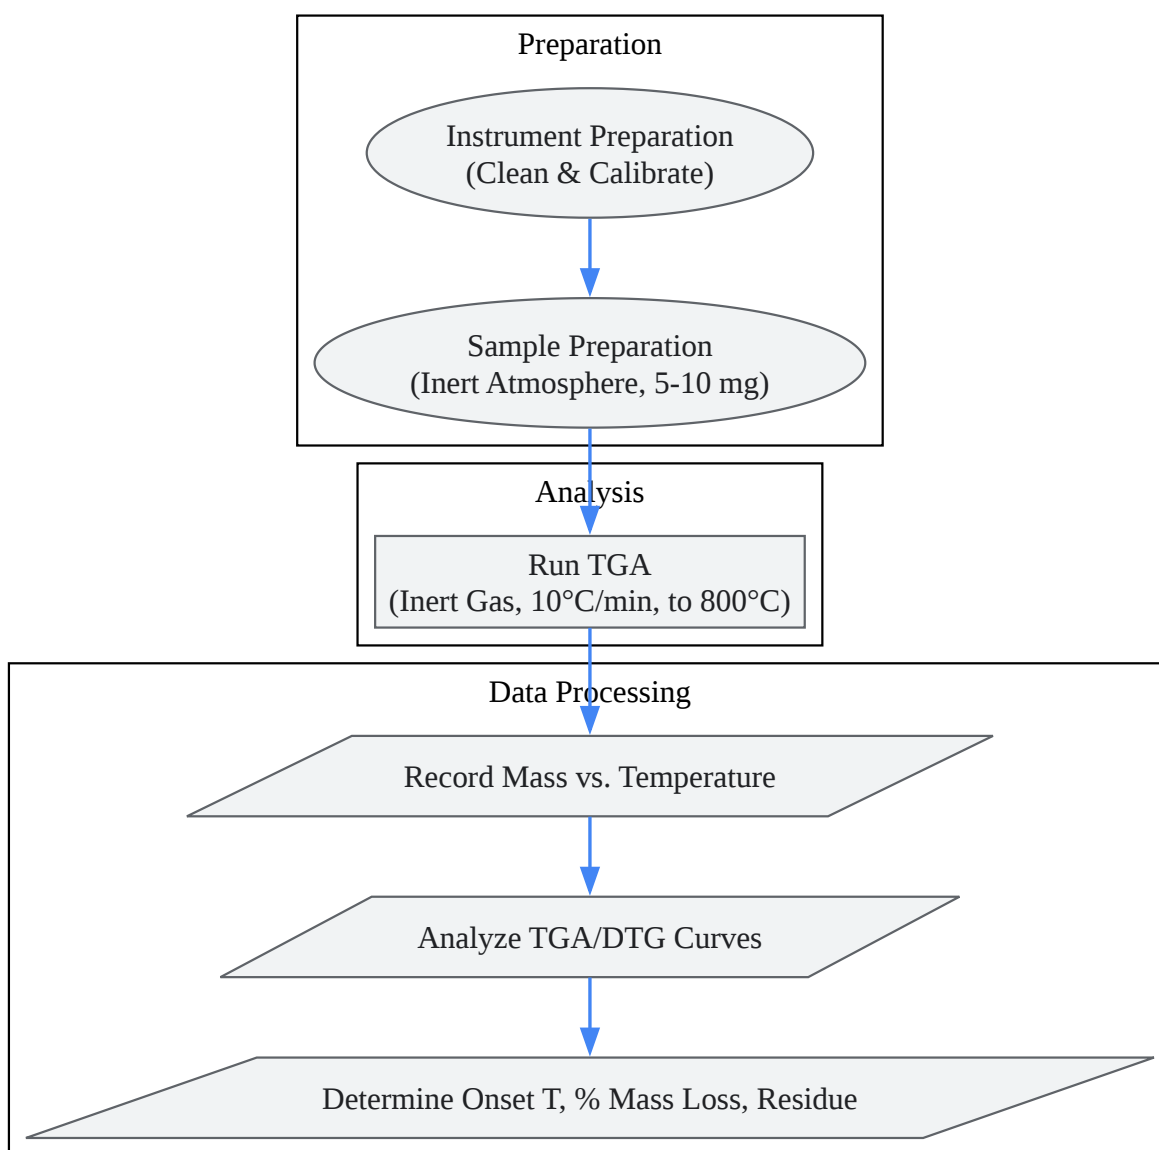 Preparation
Instrument Preparation
(Clean & Calibrate)
Sample Preparation
(Inert Atmosphere, 5-10 mg)
Analysis
Run TGA
(Inert Gas, 10°C/min, to 800°C)
Data Processing
Record Mass vs. Temperature
Analyze TGA/DTG Curves
Determine Onset T, % Mass Loss, Residue